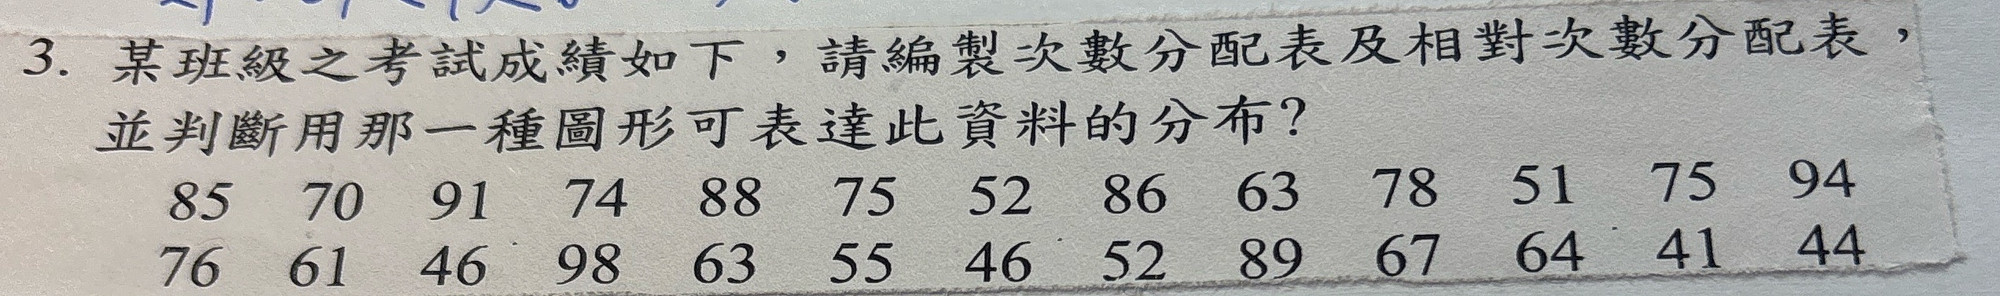 3. 某班級之考試成績如下，請編製次數分配表及相對次數分配表，
並判斷用那一種圖形可表達此資料的分布?
85 70 91 74 88 75 52 86 63 78 51 75 94
76 61 46 98 63 55 46 52 89 67 64 41 44